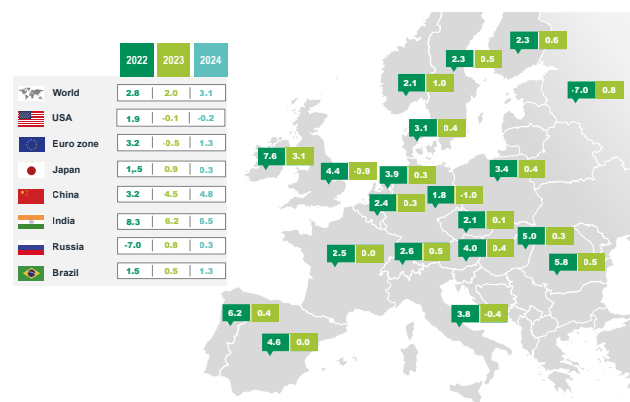 2022 2023 2024
World 2.8 2.0 3.1
USA 1.9 -0.1 -0.2
Euro zone 3.2 -0.5 1.3
Japan 1,.5 0.9 0.3
China 3.2 4.5 4.8
India 8.3 6.2 6.5
Russia -7.0 0.8 0.3
Brazil 1.5 0.5 1.3
2.3 0.6
2.3 0.5
2.1 1.0
-7.0 0.8
3.1 0.4
7.6 3.1
4.4 -0.9
3.9 0.3
3.4 0.4
2.4 0.3
1.8 -1.0
2.1 0.1
5.0 0.3
2.5 0.0
2.6 0.5
4.0 0.4
5.8 0.5
6.2 0.4
3.8 -0.4
4.6 0.0